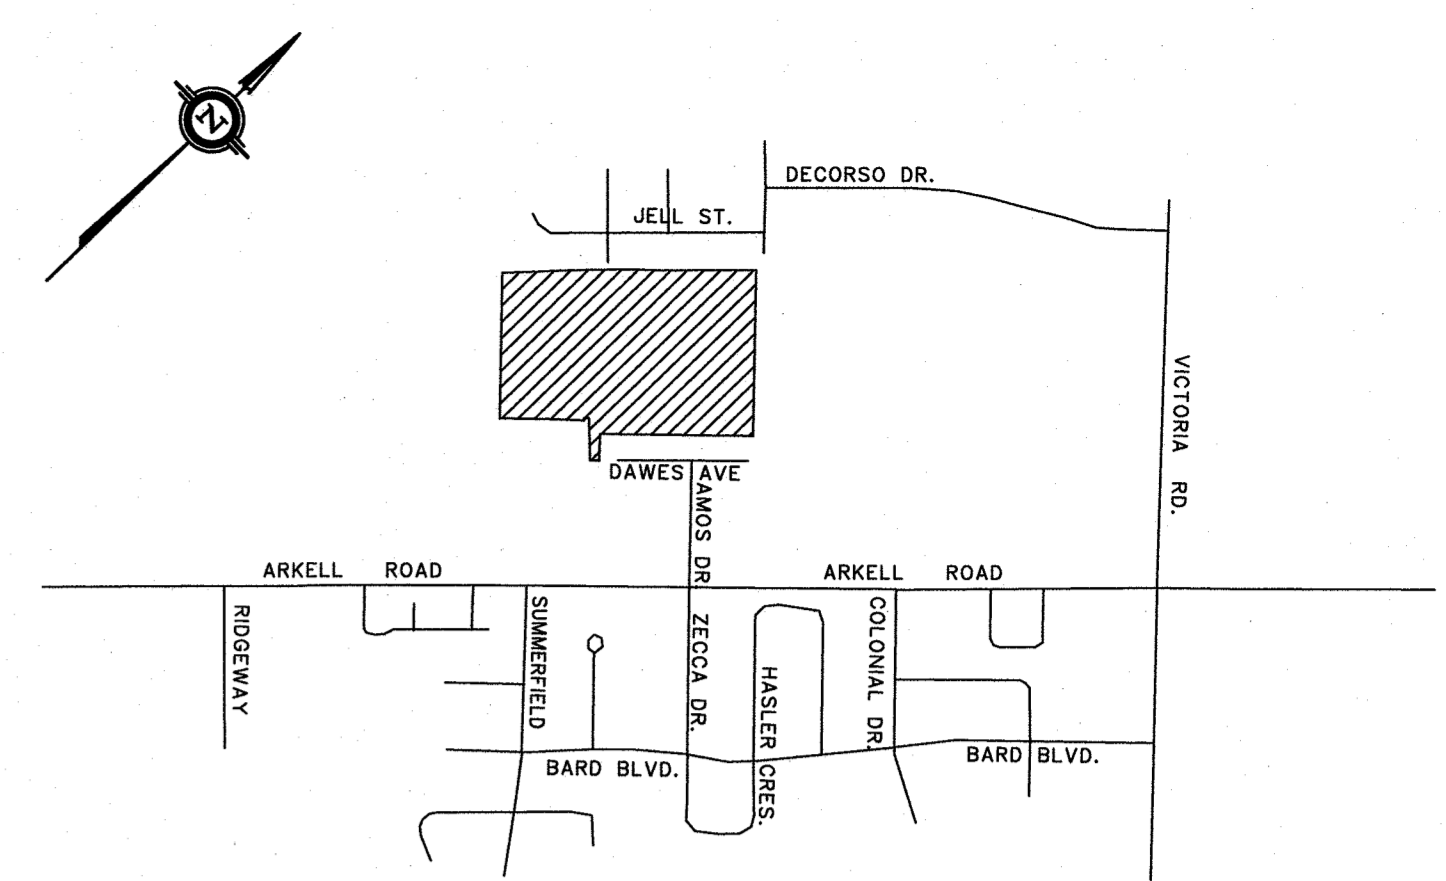 N
DECORSO DR.
JELL ST.
VICTORIA RD.
DAWES AVE
AMOS DR.
ARKELL ROAD
ARKELL ROAD
RIDGEWAY
SUMMERFIELD
ZECCA DR.
HASLER CRES.
COLONIAL DR.
BARD BLVD.
BARD BLVD.